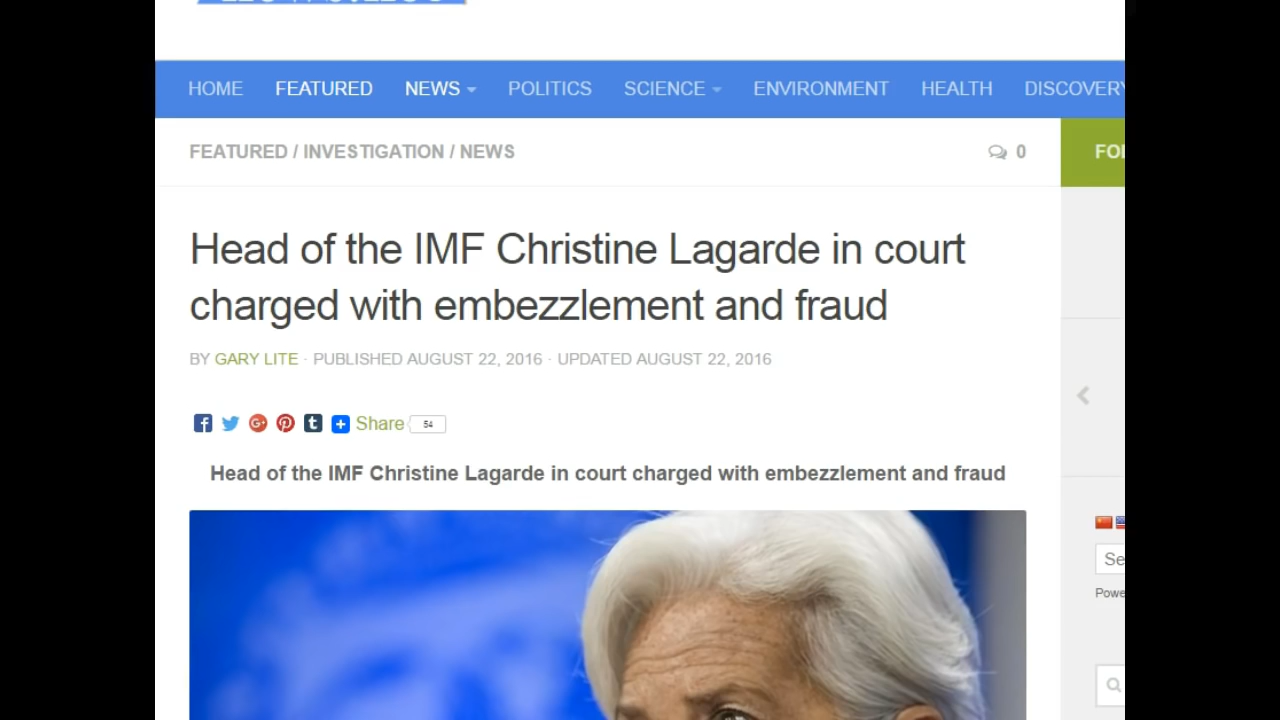 HOME FEATURED NEWS POLITICS SCIENCE ENVIRONMENT HEALTH DISCOVERY
FEATURED / INVESTIGATION / NEWS 0
Head of the IMF Christine Lagarde in court
charged with embezzlement and fraud
BY GARY LITE · PUBLISHED AUGUST 22, 2016 · UPDATED AUGUST 22, 2016
Share 54
Head of the IMF Christine Lagarde in court charged with embezzlement and fraud